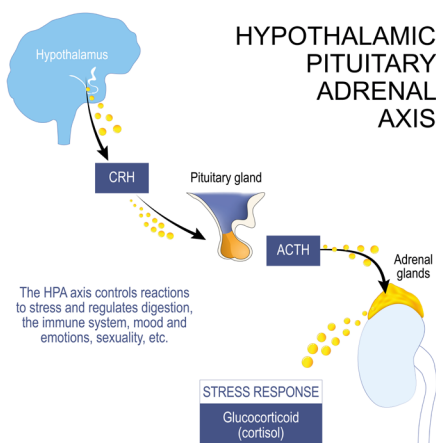 HYPOTHALAMIC
PITUITARY
ADRENAL
AXIS
Hypothalamus
CRH
Pituitary gland
ACTH
Adrenal
glands
The HPA axis controls reactions
to stress and regulates digestion,
the immune system, mood and
emotions, sexuality, etc.
STRESS RESPONSE
Glucocorticoid
(cortisol)